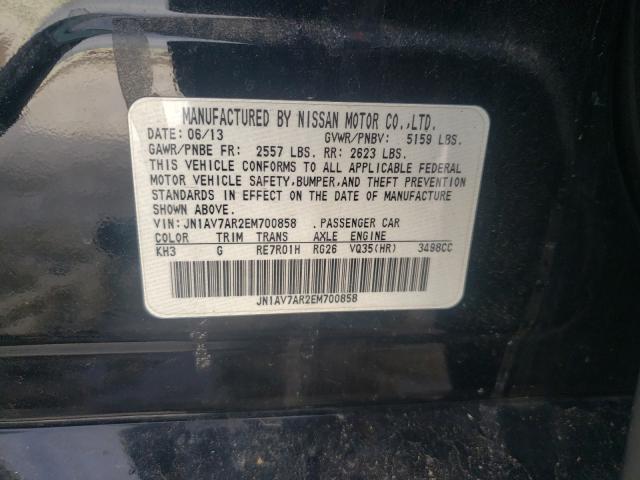 MANUFACTURED BY NISSAN MOTOR CO.,LTD.
DATE: 06/13 GVWR/PNBV: 5159 LBS.
GAWR/PNBE FR: 2557 LBS. RR: 2623 LBS.
THIS VEHICLE CONFORMS TO ALL APPLICABLE FEDERAL
MOTOR VEHICLE SAFETY,BUMPER,AND THEFT PREVENTION
STANDARDS IN EFFECT ON THE DATE OF MANUFACTURE
SHOWN ABOVE.
VIN: JN1AV7AR2EM700858 .PASSENGER CAR
COLOR TRIM TRANS AXLE ENGINE
KH3 G RE7R01H RG26 VQ35(HR) 3498CC
JN1AV7AR2EM700858